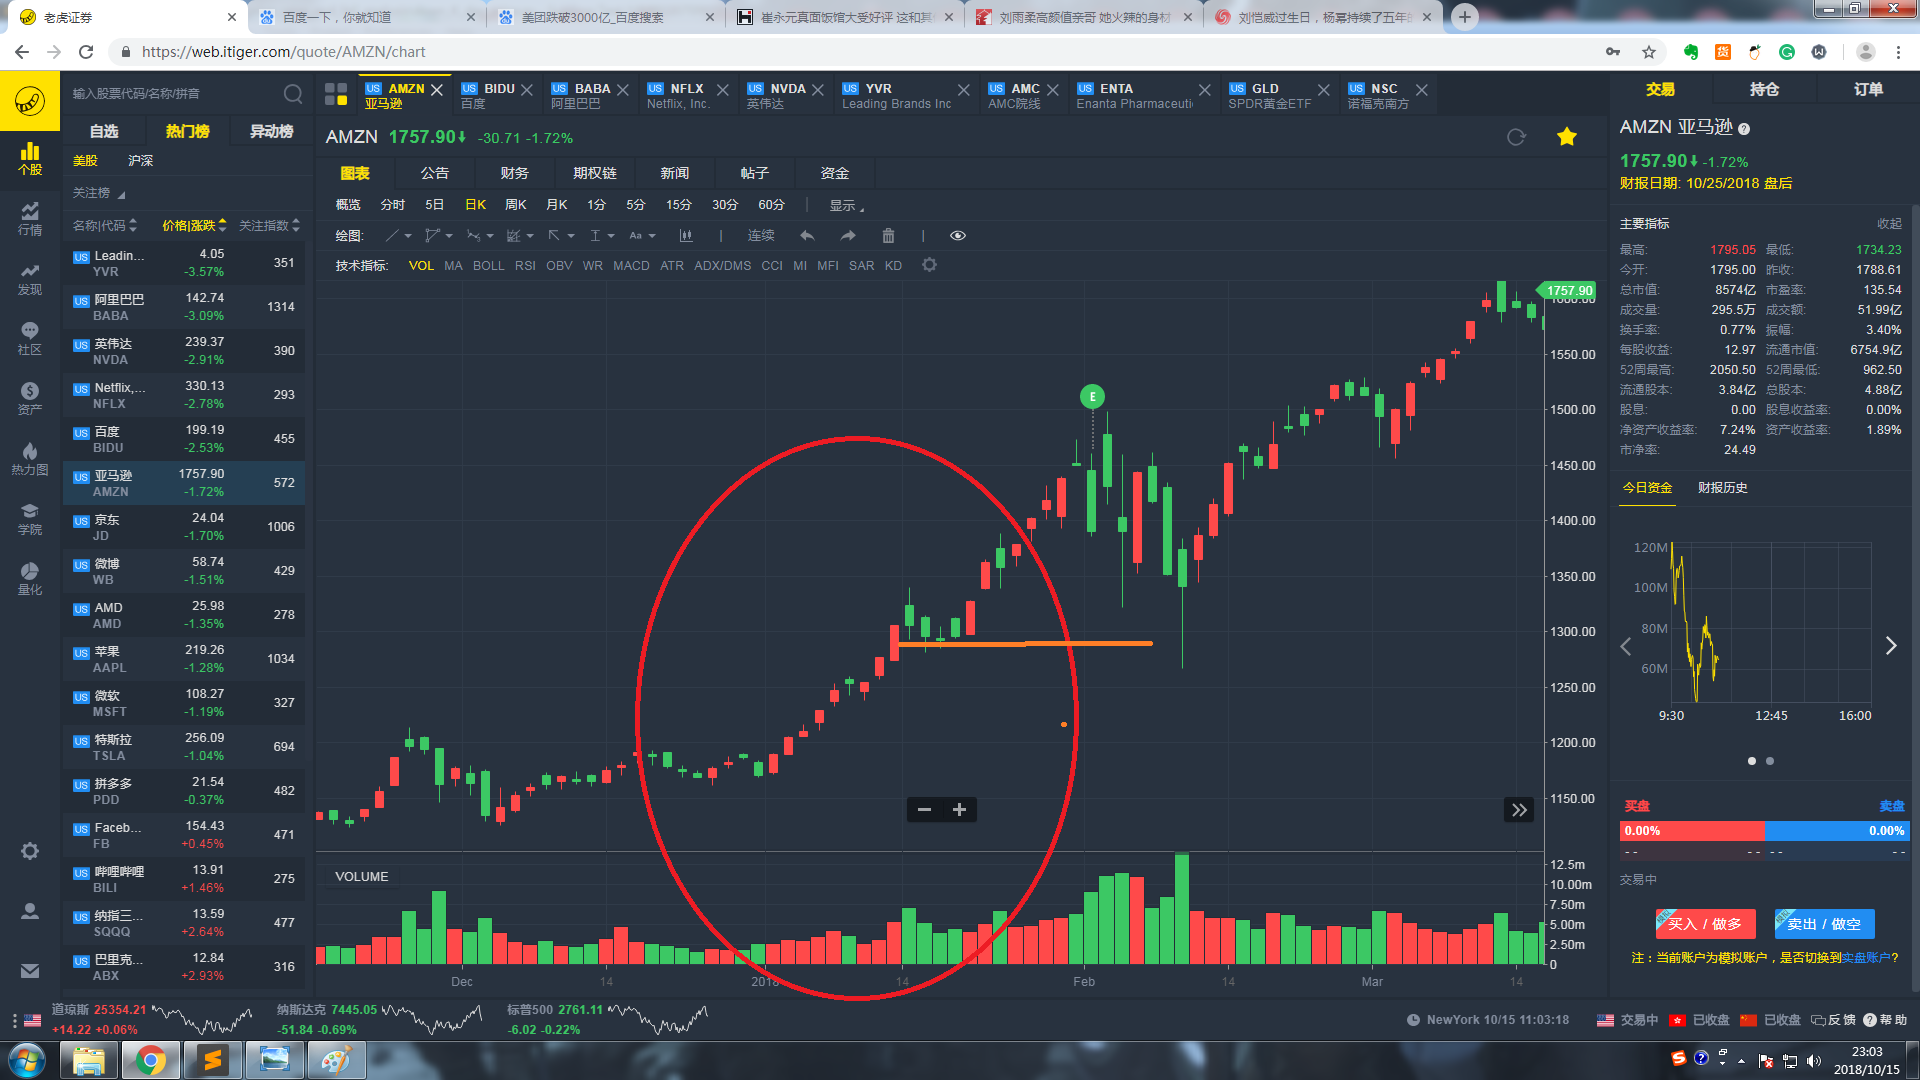 老虎证券
百度一下，你就知道
美团跌破3000亿_百度搜索
崔永元真面饭馆大受好评 这和其
刘雨柔高颜值亲哥 她火辣的身材
刘恺威过生日，杨幂持续了五年的
https://web.itiger.com/quote/AMZN/chart
输入股票代码/名称/拼音
自选 热门榜 异动榜
美股 沪深
关注榜
名称|代码 价格|涨跌 关注指数
US Leadin... 4.05 351
YVR -3.57%
US 阿里巴巴 142.74 1314
BABA -3.09%
US 英伟达 239.37 390
NVDA -2.91%
US Netflix,... 330.13 293
NFLX -2.78%
US 百度 199.19 455
BIDU -2.53%
US 亚马逊 1757.90 572
AMZN -1.72%
US 京东 24.04 1006
JD -1.70%
US 微博 58.74 429
WB -1.51%
US AMD 25.98 278
AMD -1.35%
US 苹果 219.26 1034
AAPL -1.28%
US 微软 108.27 327
MSFT -1.19%
US 特斯拉 256.09 694
TSLA -1.04%
US 拼多多 21.54 482
PDD -0.37%
US Faceb... 154.43 471
FB +0.45%
US 哔哩哔哩 13.91 275
BILI +1.46%
US 纳指三... 13.59 477
SQQQ +2.64%
US 巴里克... 12.84 316
ABX +2.93%
个股
行情
发现
社区
资产
热力图
学院
量化
US AMZN 亚马逊
US BIDU 百度
US BABA 阿里巴巴
US NFLX Netflix, Inc.
US NVDA 英伟达
US YVR Leading Brands Inc
US AMC AMC院线
US ENTA Enanta Pharmaceuti
US GLD SPDR黄金ETF
US NSC 诺福克南方
AMZN 1757.90 -30.71 -1.72%
图表 公告 财务 期权链 新闻 帖子 资金
概览 分时 5日 日K 周K 月K 1分 5分 15分 30分 60分 显示
绘图: Aa 连续
技术指标: VOL MA BOLL RSI OBV WR MACD ATR ADX/DMS CCI MI MFI SAR KD
1757.90
1550.00
1500.00
1450.00
1400.00
1350.00
1300.00
1250.00
1200.00
1150.00
E
VOLUME
12.5m
10.00m
7.50m
5.00m
2.50m
0
Dec 14 2018 14 Feb 14 Mar 14
交易 持仓 订单
AMZN 亚马逊 ?
1757.90 -1.72%
财报日期: 10/25/2018 盘后
主要指标 收起
最高: 1795.05 最低: 1734.23
今开: 1795.00 昨收: 1788.61
总市值: 8574亿 市盈率: 135.54
成交量: 295.5万 成交额: 51.99亿
换手率: 0.77% 振幅: 3.40%
每股收益: 12.97 流通市值: 6754.9亿
52周最高: 2050.50 52周最低: 962.50
流通股本: 3.84亿 总股本: 4.88亿
股息: 0.00 股息收益率: 0.00%
净资产收益率: 7.24% 资产收益率: 1.89%
市净率: 24.49
今日资金 财报历史
120M
100M
80M
60M
9:30 12:45 16:00
买盘 卖盘
0.00% 0.00%
-- -- -- --
交易中
买入 / 做多 卖出 / 做空
注：当前账户为模拟账户，是否切换到实盘账户?
道琼斯 25354.21 纳斯达克 7445.05 标普500 2761.11
+14.22 +0.06% -51.84 -0.69% -6.02 -0.22%
NewYork 10/15 11:03:18 交易中 已收盘 已收盘 反馈 ? 帮助
23:03
2018/10/15